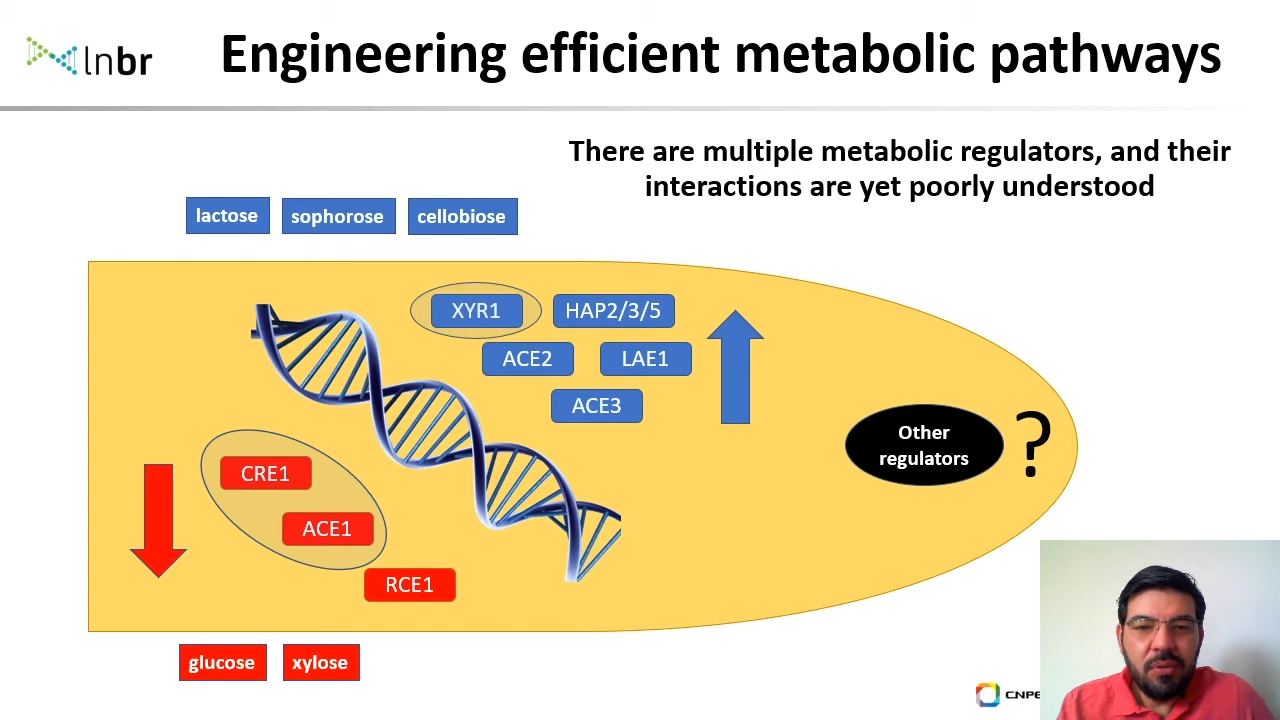 lnbr
Engineering efficient metabolic pathways
There are multiple metabolic regulators, and their
interactions are yet poorly understood
lactose
sophorose
cellobiose
XYR1
HAP2/3/5
ACE2
LAE1
ACE3
Other
regulators
?
CRE1
ACE1
RCE1
glucose
xylose
CNPE